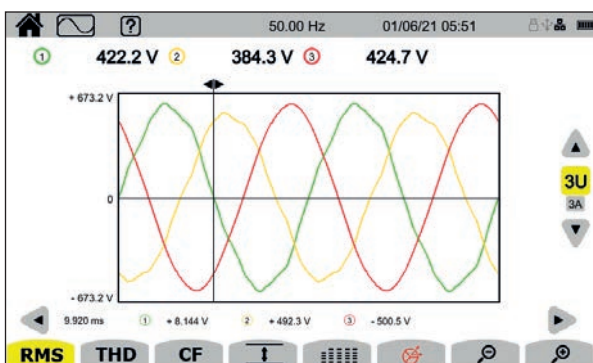 ? 50.00 Hz 01/06/21 05:51
1 422.2 V 2 384.3 V 3 424.7 V
+ 673.2 V
3U
0
3A
- 673.2 V
9.920 ms 1 + 8.144 V 2 + 492.3 V 3 - 500.5 V
RMS THD CF